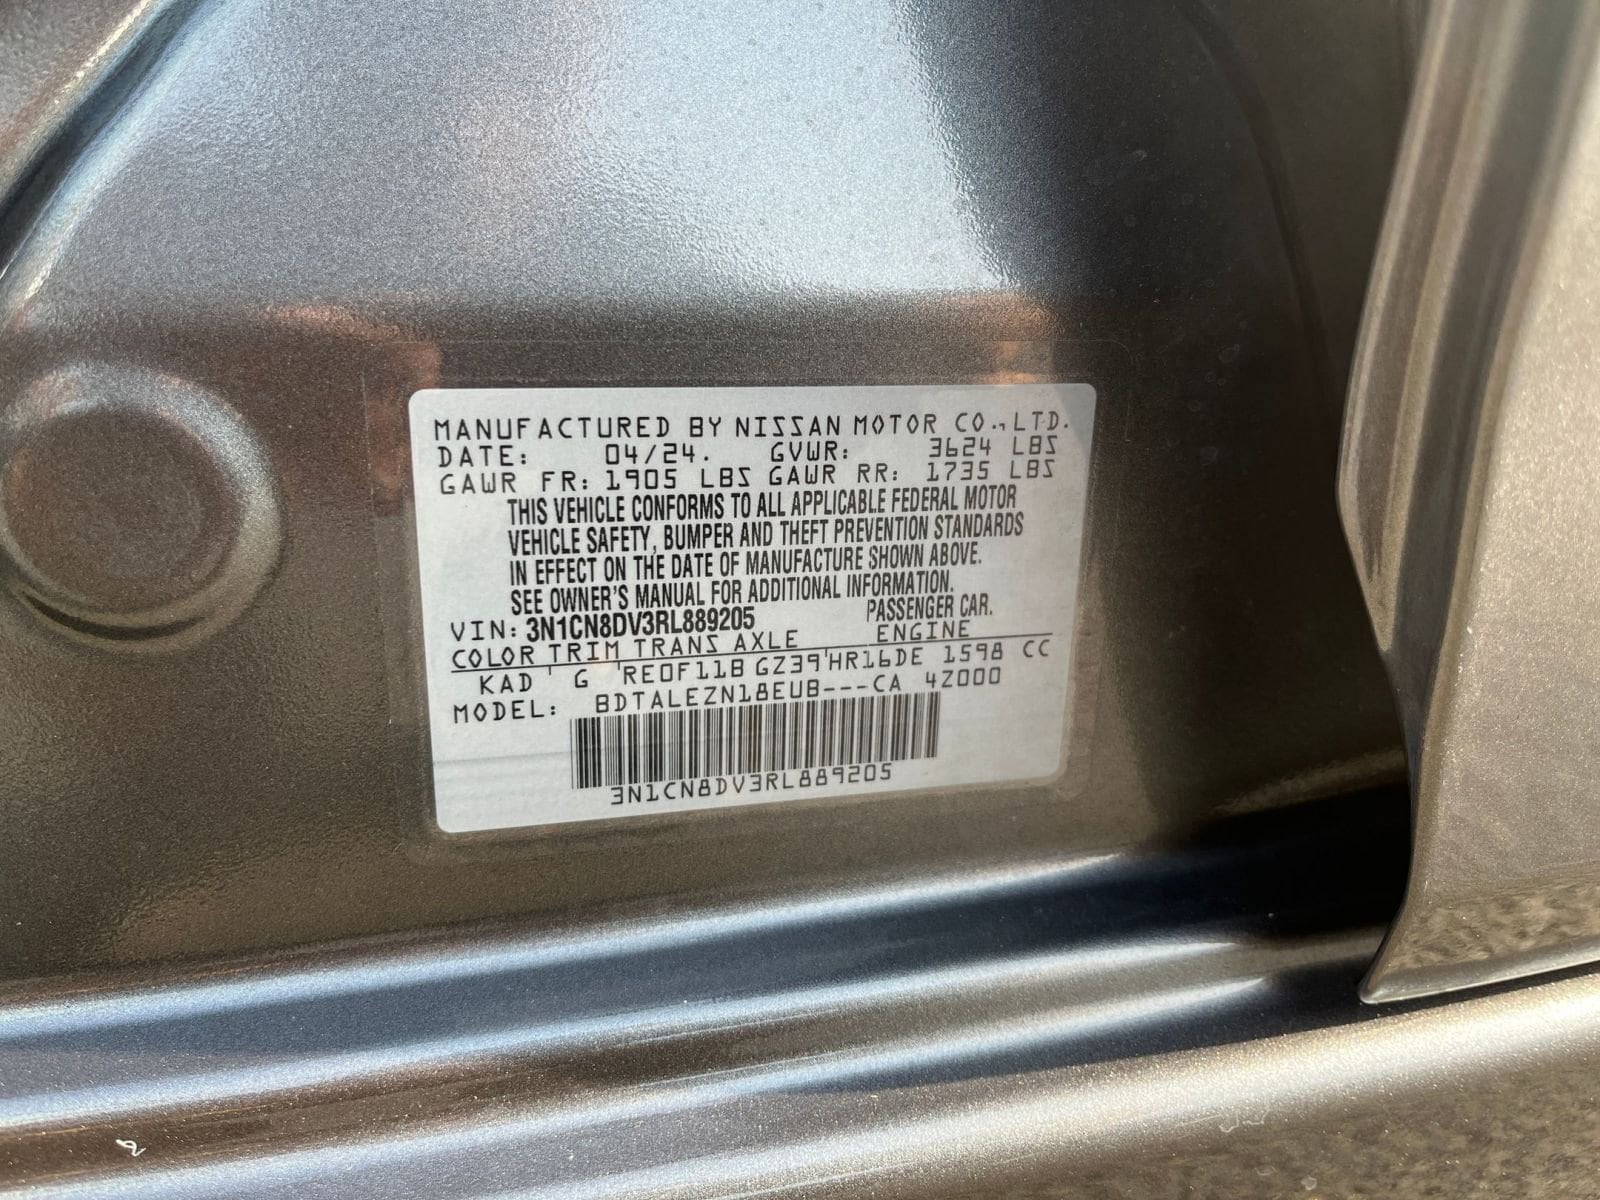 MANUFACTURED BY NISSAN MOTOR CO., LTD.
DATE: 04/24. GVWR: 3624 LBS
GAWR FR: 1905 LBS GAWR RR: 1735 LBS
THIS VEHICLE CONFORMS TO ALL APPLICABLE FEDERAL MOTOR
VEHICLE SAFETY, BUMPER AND THEFT PREVENTION STANDARDS
IN EFFECT ON THE DATE OF MANUFACTURE SHOWN ABOVE.
SEE OWNER'S MANUAL FOR ADDITIONAL INFORMATION.
VIN: 3N1CN8DV3RL889205 PASSENGER CAR.
COLOR TRIM TRANS AXLE ENGINE
KAD ' G 'RE0F11B GZ39'HR16DE 1598 CC
MODEL: BDTALEZN18EUB---CA 4Z000
3N1CN8DV3RL889205